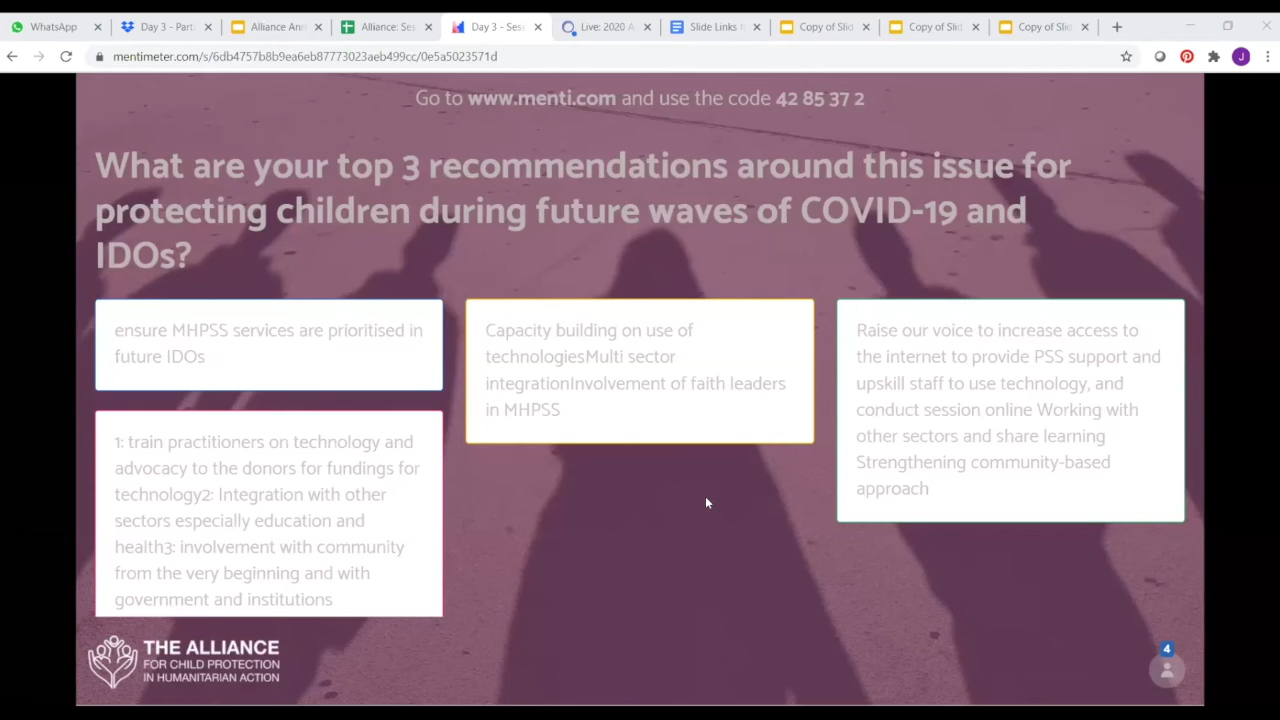 WhatsApp
Day 3 - Part
Alliance Ann
Alliance: Ses
Day 3 - Sess
Live: 2020 A
Slide Links t
Copy of Slid
Copy of Slid
Copy of Slid
mentimeter.com/s/6db4757b8b9ea6eb87773023aeb499cc/0e5a5023571d
J
Go to www.menti.com and use the code 42 85 37 2
What are your top 3 recommendations around this issue for
protecting children during future waves of COVID-19 and
IDOs?
ensure MHPSS services are prioritised in
future IDOs
1: train practitioners on technology and
advocacy to the donors for fundings for
technology2: Integration with other
sectors especially education and
health3: involvement with community
from the very beginning and with
government and institutions
Capacity building on use of
technologiesMulti sector
integrationInvolvement of faith leaders
in MHPSS
Raise our voice to increase access to
the internet to provide PSS support and
upskill staff to use technology, and
conduct session online Working with
other sectors and share learning
Strengthening community-based
approach
THE ALLIANCE
FOR CHILD PROTECTION
IN HUMANITARIAN ACTION
4